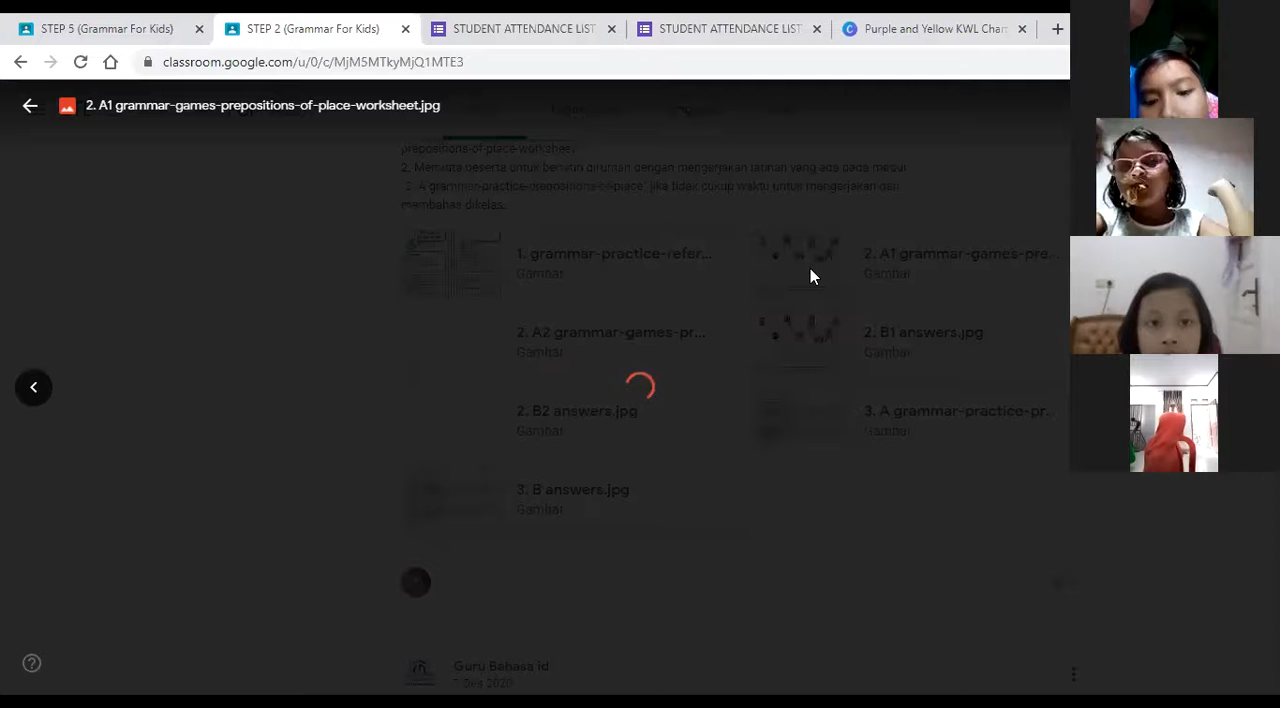 STEP 5 (Grammar For Kids)
STEP 2 (Grammar For Kids)
STUDENT ATTENDANCE LIST
STUDENT ATTENDANCE LIST
Purple and Yellow KWL Char
classroom.google.com/u/0/c/MjM5MTkyMjQ1MTE3
2. A1 grammar-games-prepositions-of-place-worksheet.jpg
prepositions-of-place-worksheet
2. Meminta peserta untuk berlatih dirumah dengan mengerjakan latihan yang ada pada
2. A grammar-practice-prepositions-of-place" jika tidak cukup waktu untuk mengerjakan dan
membahas dikelas.
1. grammar-practice-refer...
Gambar
2. A1 grammar-games-pre...
Gambar
2. A2 grammar-games-pr...
Gambar
2. B1 answers.jpg
Gambar
2. B2 answers.jpg
Gambar
3. A grammar-practice-pr...
Gambar
3. B answers.jpg
Gambar
Guru Bahasa id
Des 2020